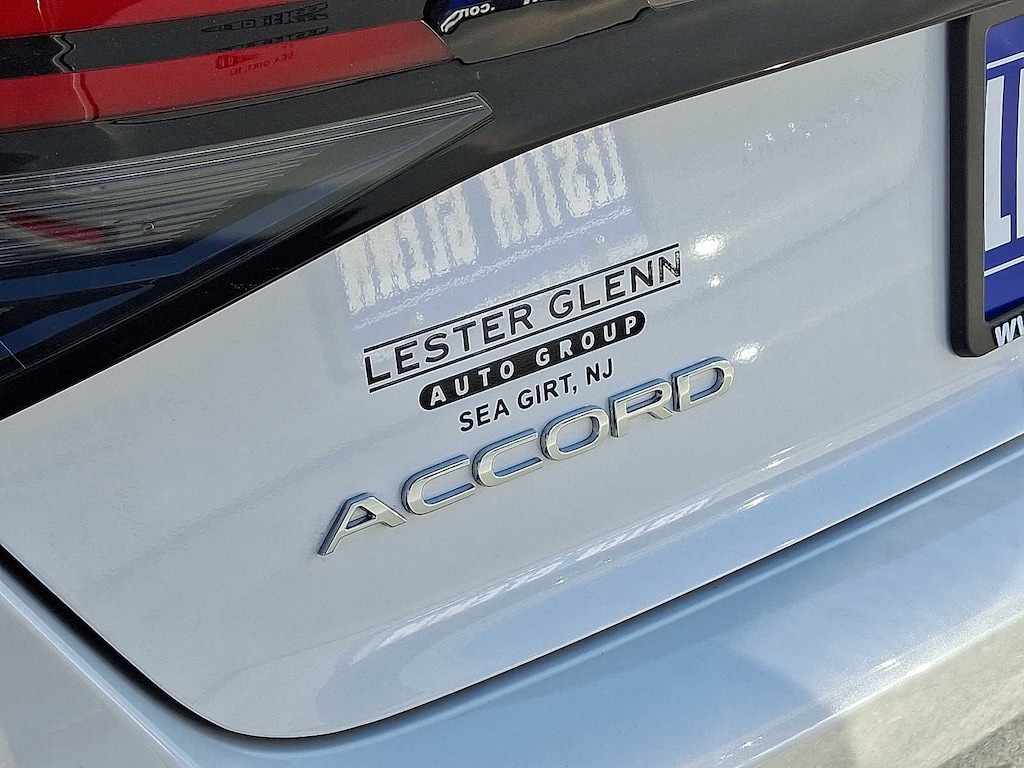 LESTER GLENN
AUTO GROUP
SEA GIRT, NJ
ACCORD